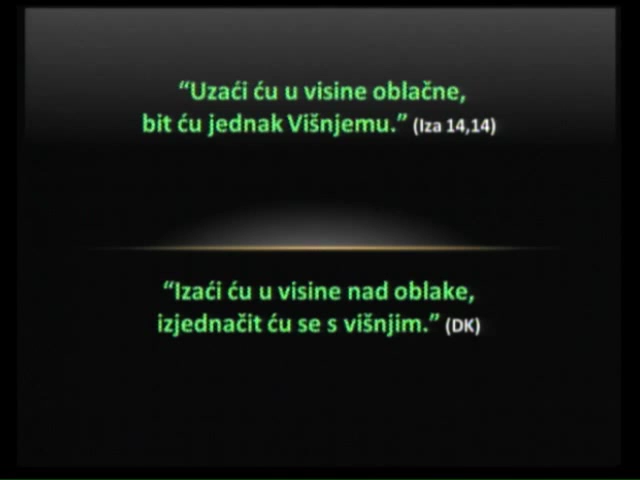 “Uzaći ću u visine oblačne,
bit ću jednak Višnjemu.” (Iza 14,14)
“Izaći ću u visine nad oblake,
izjednačit ću se s višnjim.” (DK)